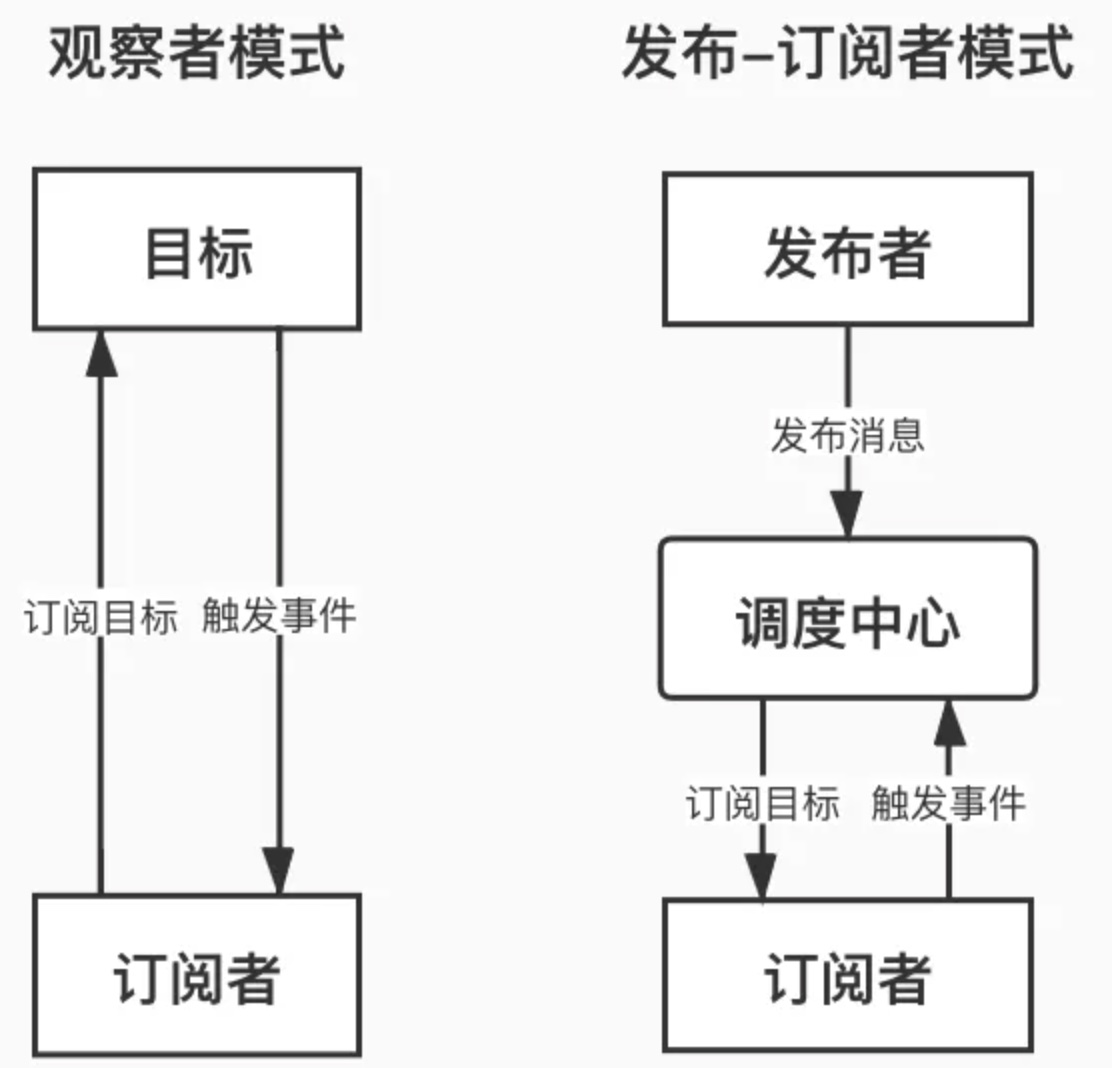 观察者模式
目标
订阅目标
触发事件
订阅者
发布-订阅者模式
发布者
发布消息
调度中心
订阅目标
触发事件
订阅者